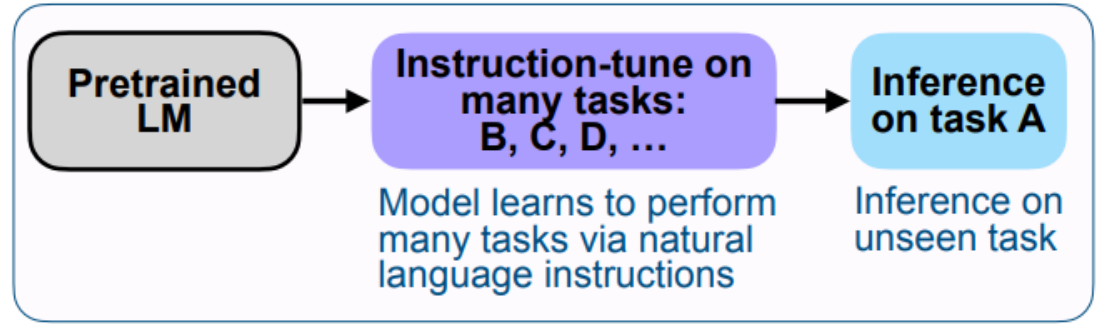 Pretrained
LM
Instruction-tune on
many tasks:
B, C, D, …
Inference
on task A
Model learns to perform
many tasks via natural
language instructions
Inference on
unseen task